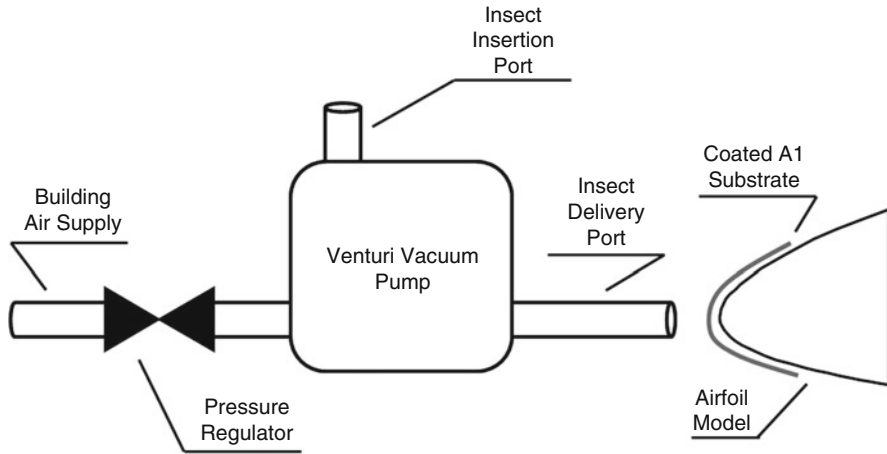 Insect
Insertion
Port
Coated A1
Substrate
Building
Air Supply
Insect
Delivery
Port
Venturi Vacuum
Pump
Pressure
Regulator
Airfoil
Model